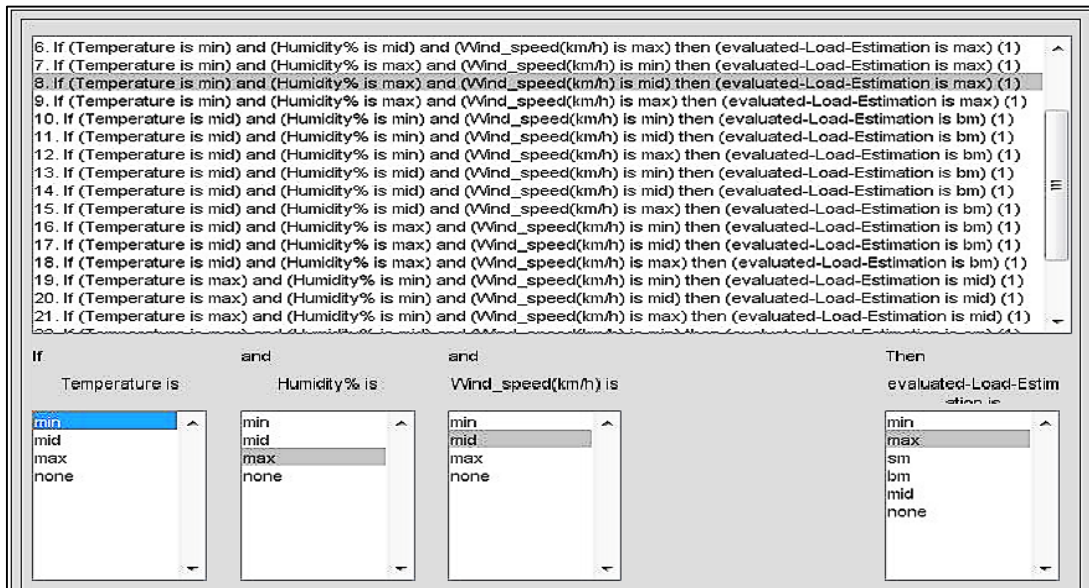 6. If (Temperature is min) and (Humidity% is mid) and (Wind_speed(km/h) is max) then (evaluated-Load-Estimation is max) (1)
7. If (Temperature is min) and (Humidity% is max) and (Wind_speed(km/h) is min) then (evaluated-Load-Estimation is max) (1)
8. If (Temperature is min) and (Humidity% is max) and (Wind_speed(km/h) is mid) then (evaluated-Load-Estimation is max) (1)
9. If (Temperature is min) and (Humidity% is max) and (Wind_speed(km/h) is max) then (evaluated-Load-Estimation is max) (1)
10. If (Temperature is mid) and (Humidity% is min) and (Wind_speed(km/h) is min) then (evaluated-Load-Estimation is bm) (1)
11. If (Temperature is mid) and (Humidity% is min) and (Wind_speed(km/h) is mid) then (evaluated-Load-Estimation is bm) (1)
12. If (Temperature is mid) and (Humidity% is min) and (Wind_speed(km/h) is max) then (evaluated-Load-Estimation is bm) (1)
13. If (Temperature is mid) and (Humidity% is mid) and (Wind_speed(km/h) is min) then (evaluated-Load-Estimation is bm) (1)
14. If (Temperature is mid) and (Humidity% is mid) and (Wind_speed(km/h) is mid) then (evaluated-Load-Estimation is bm) (1)
15. If (Temperature is mid) and (Humidity% is mid) and (Wind_speed(km/h) is max) then (evaluated-Load-Estimation is bm) (1)
16. If (Temperature is mid) and (Humidity% is max) and (Wind_speed(km/h) is min) then (evaluated-Load-Estimation is bm) (1)
17. If (Temperature is mid) and (Humidity% is max) and (Wind_speed(km/h) is mid) then (evaluated-Load-Estimation is bm) (1)
18. If (Temperature is mid) and (Humidity% is max) and (Wind_speed(km/h) is max) then (evaluated-Load-Estimation is bm) (1)
19. If (Temperature is max) and (Humidity% is min) and (Wind_speed(km/h) is min) then (evaluated-Load-Estimation is mid) (1)
20. If (Temperature is max) and (Humidity% is min) and (Wind_speed(km/h) is mid) then (evaluated-Load-Estimation is mid) (1)
21. If (Temperature is max) and (Humidity% is min) and (Wind_speed(km/h) is max) then (evaluated-Load-Estimation is mid) (1)
If and and Then
Temperature is Humidity% is Wind_speed(km/h) is evaluated-Load-Estim
ation is
min min min min
mid mid mid max
max max max sm
none none none bm
mid
none